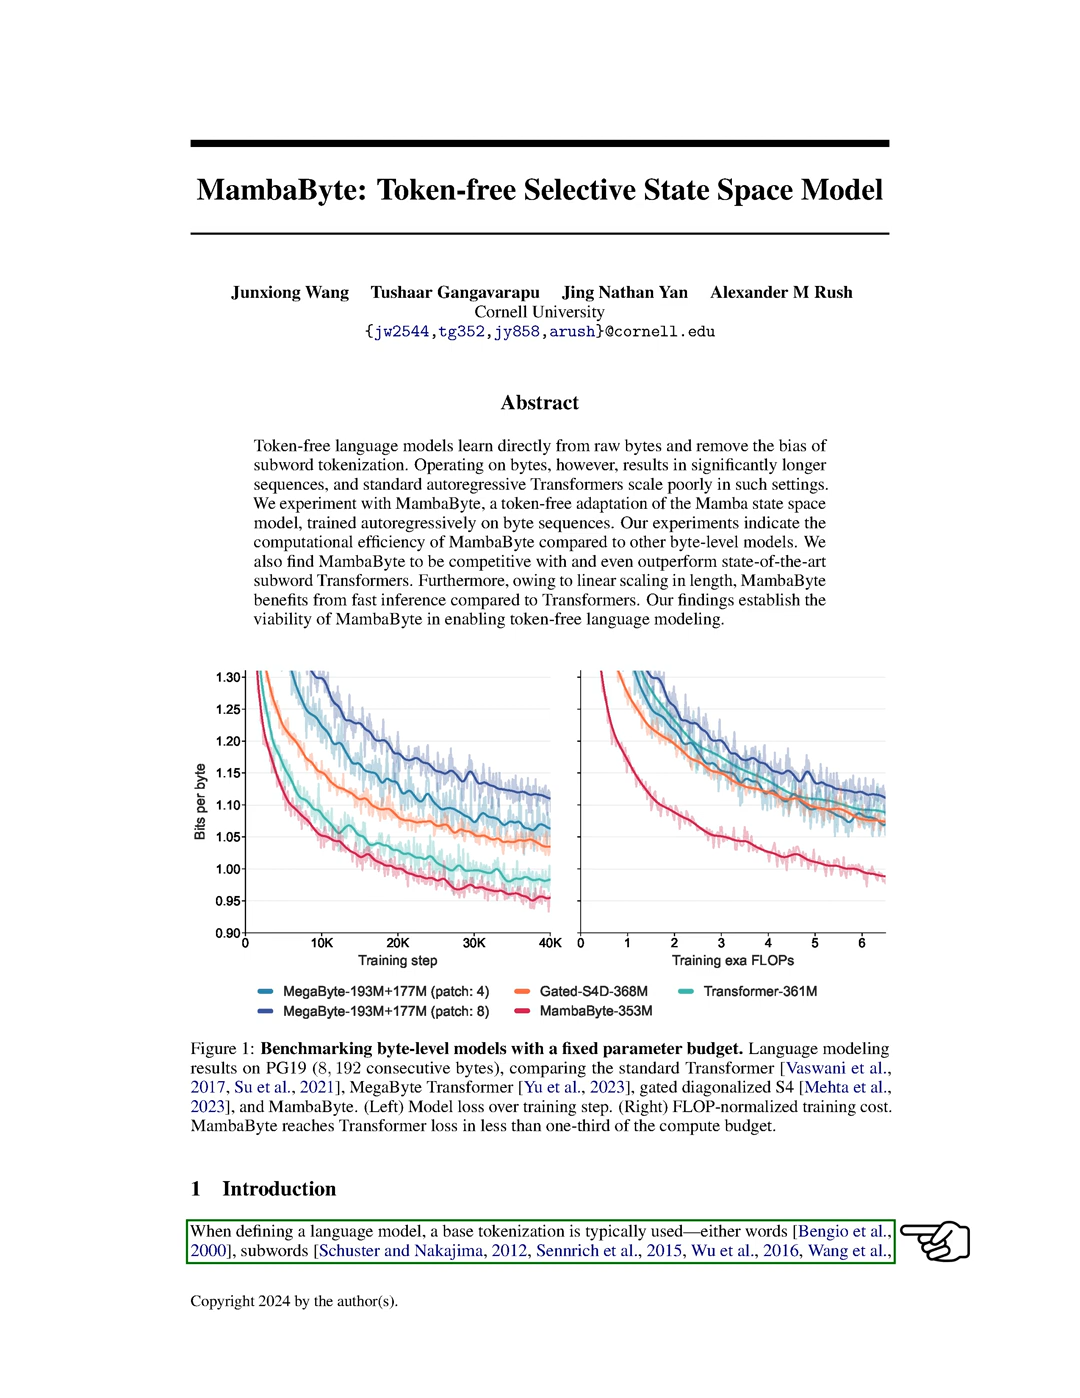 MambaByte: Token-free Selective State Space Model
Junxiong Wang Tushaar Gangavarapu Jing Nathan Yan Alexander M Rush
Cornell University
{jw2544,tg352,jy858,arush}@cornell.edu
Abstract
Token-free language models learn directly from raw bytes and remove the bias of
subword tokenization. Operating on bytes, however, results in significantly longer
sequences, and standard autoregressive Transformers scale poorly in such settings.
We experiment with MambaByte, a token-free adaptation of the Mamba state space
model, trained autoregressively on byte sequences. Our experiments indicate the
computational efficiency of MambaByte compared to other byte-level models. We
also find MambaByte to be competitive with and even outperform state-of-the-art
subword Transformers. Furthermore, owing to linear scaling in length, MambaByte
benefits from fast inference compared to Transformers. Our findings establish the
viability of MambaByte in enabling token-free language modeling.
1.30
1.25
1.20
1.15
1.10
1.05
1.00
0.95
0.90
Bits per byte
0 10K 20K 30K 40K
Training step
0 1 2 3 4 5 6
Training exa FLOPs
MegaByte-193M+177M (patch: 4) Gated-S4D-368M Transformer-361M
MegaByte-193M+177M (patch: 8) MambaByte-353M
Figure 1: Benchmarking byte-level models with a fixed parameter budget. Language modeling
results on PG19 (8, 192 consecutive bytes), comparing the standard Transformer [Vaswani et al.,
2017, Su et al., 2021], MegaByte Transformer [Yu et al., 2023], gated diagonalized S4 [Mehta et al.,
2023], and MambaByte. (Left) Model loss over training step. (Right) FLOP-normalized training cost.
MambaByte reaches Transformer loss in less than one-third of the compute budget.
1 Introduction
When defining a language model, a base tokenization is typically used—either words [Bengio et al.,
2000], subwords [Schuster and Nakajima, 2012, Sennrich et al., 2015, Wu et al., 2016, Wang et al.,
Copyright 2024 by the author(s).